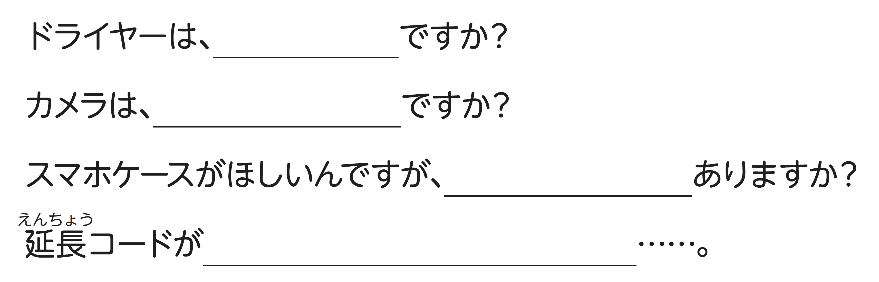 ドライヤーは、＿＿＿＿＿＿ですか？
カメラは、＿＿＿＿＿＿＿＿ですか？
スマホケースがほしいんですが、＿＿＿＿＿＿＿＿ありますか？
えんちょう
延長コードが＿＿＿＿＿＿＿＿＿＿＿＿＿＿……。